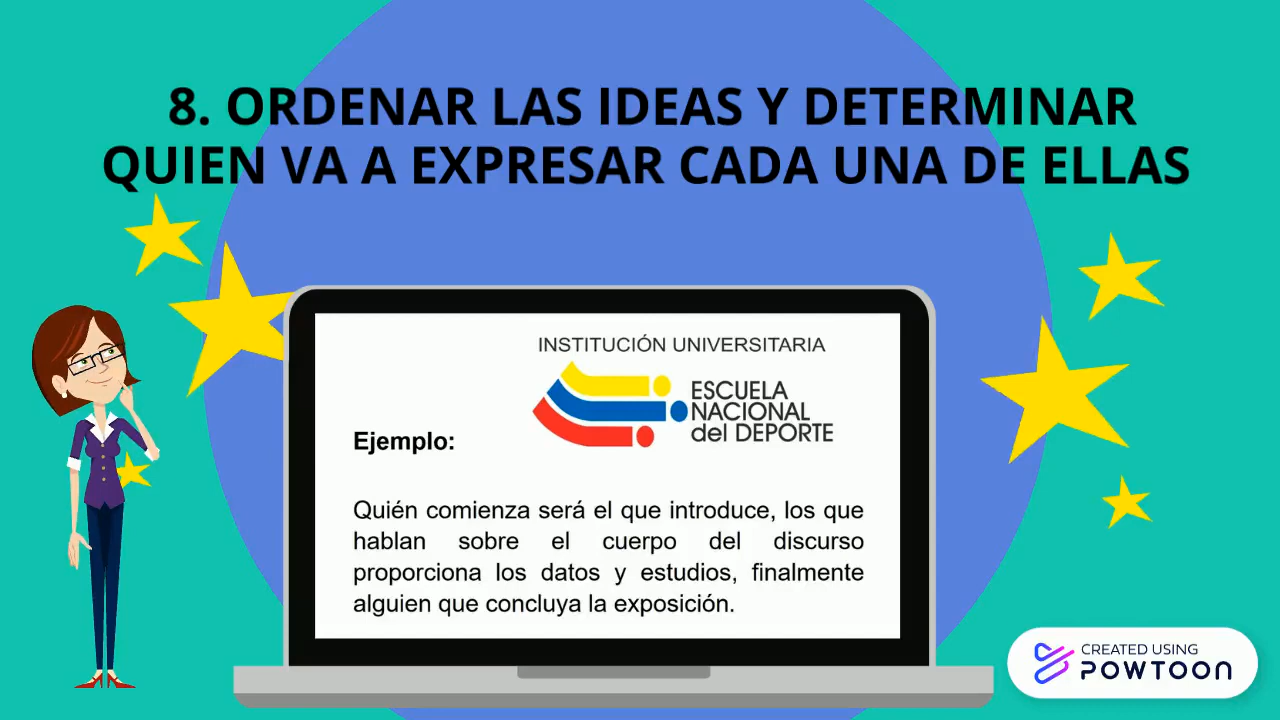 8. ORDENAR LAS IDEAS Y DETERMINAR
QUIEN VA A EXPRESAR CADA UNA DE ELLAS
INSTITUCIÓN UNIVERSITARIA
ESCUELA
NACIONAL
del DEPORTE
Ejemplo:
Quién comienza será el que introduce, los que
hablan sobre el cuerpo del discurso
proporciona los datos y estudios, finalmente
alguien que concluya la exposición.
CREATED USING
POWTOON